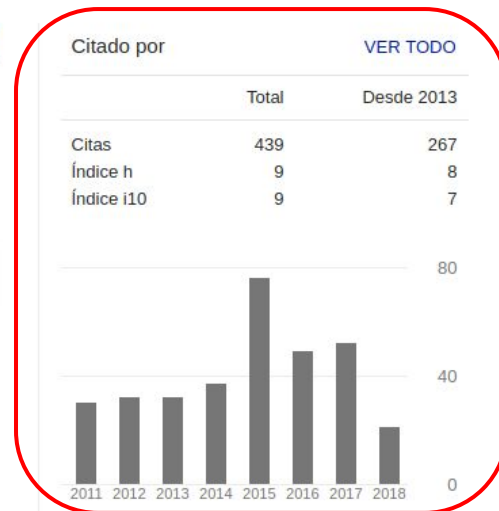 Citado por VER TODO
Total Desde 2013
Citas 439 267
Índice h 9 8
Índice i10 9 7
80
40
0
2011 2012 2013 2014 2015 2016 2017 2018